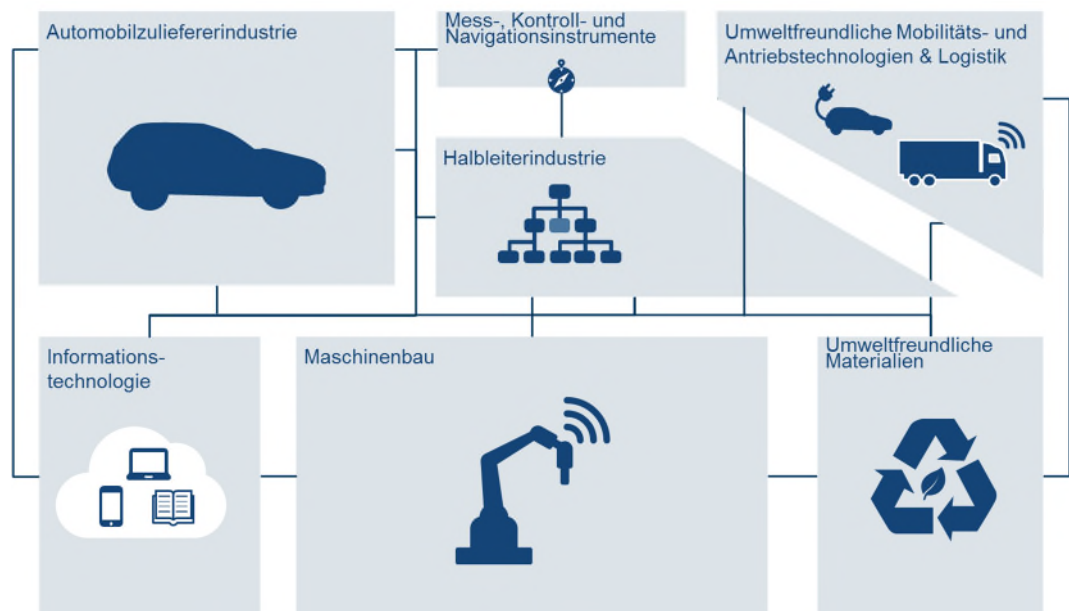 Automobilzuliefererindustrie
Mess-, Kontroll- und
Navigationsinstrumente
Umweltfreundliche Mobilitäts- und
Antriebstechnologien & Logistik
Halbleiterindustrie
Informations-
technologie
Maschinenbau
Umweltfreundliche
Materialien